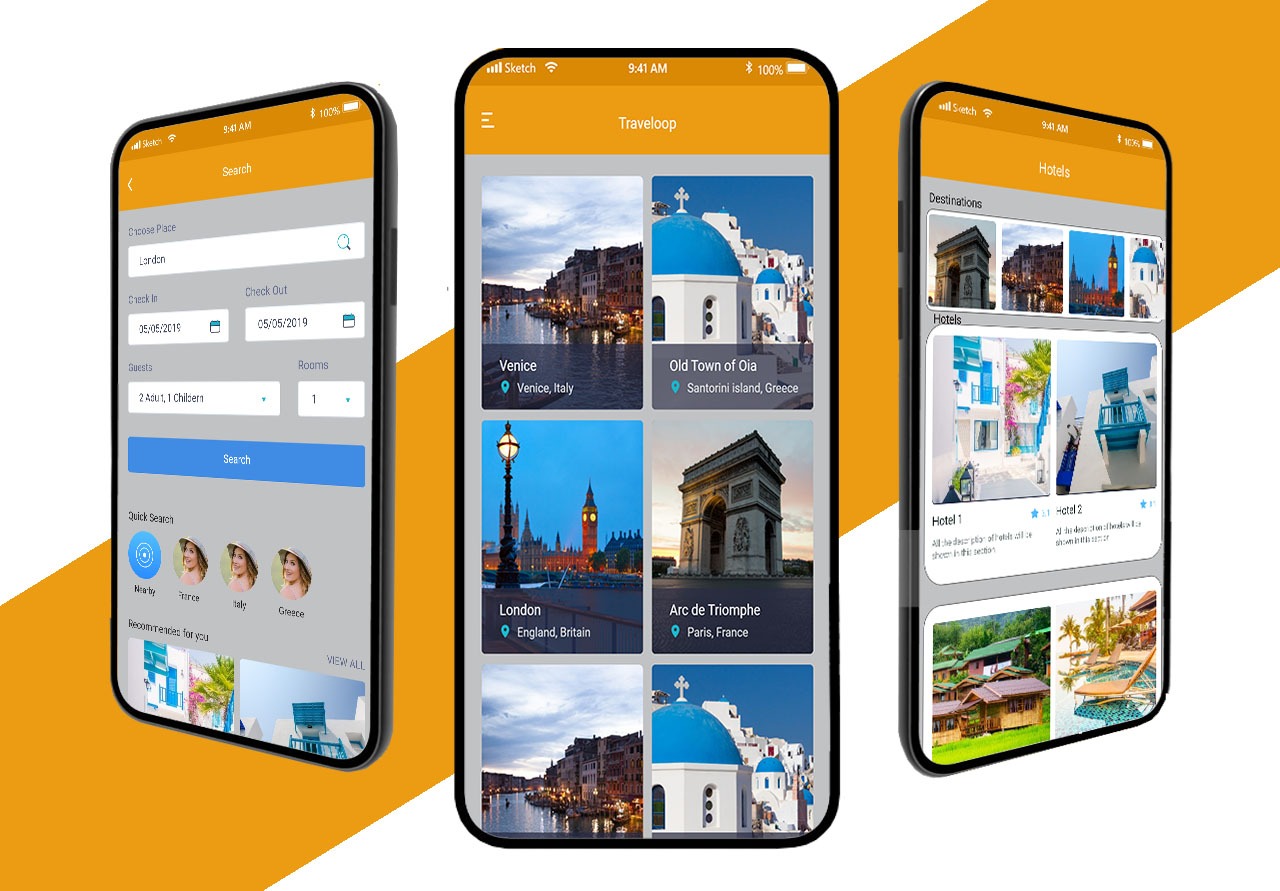 Sketch
9:41 AM
100%
Search
Choose Place
London
Check In
Check Out
05/05/2019
05/05/2019
Guests
Rooms
2 Adult, 1 Childern
1
Search
Quick Search
Nearby
France
Italy
Greece
Recommended for you
VIEW ALL
Sketch
9:41 AM
100%
Traveloop
Venice
Venice, Italy
Old Town of Oia
Santorini island, Greece
London
England, Britain
Arc de Triomphe
Paris, France
Sketch
9:41 AM
100%
Hotels
Destinations
Hotels
Hotel 1
All the description of hotels will be
shown in this section
Hotel 2
All the description of hotels will be
shown in this section